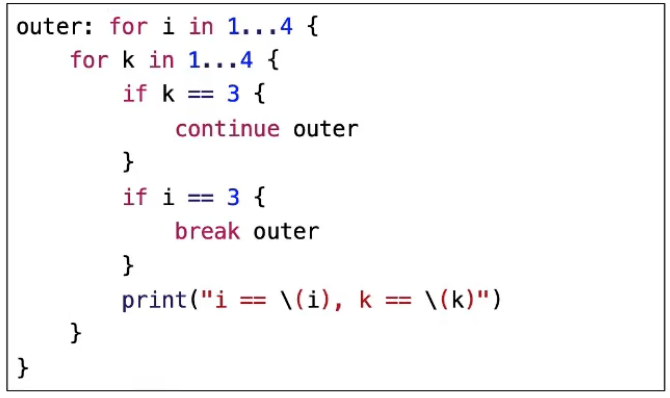 outer: for i in 1...4 {
    for k in 1...4 {
        if k == 3 {
            continue outer
        }
        if i == 3 {
            break outer
        }
        print("i == \(i), k == \(k)")
    }
}